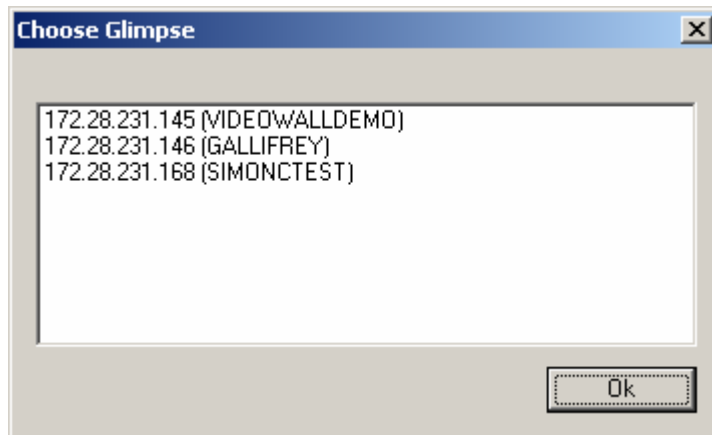 Choose Glimpse
172.28.231.145 (VIDEOWALLDEMO)
172.28.231.146 (GALLIFREY)
172.28.231.168 (SIMONCTEST)
Ok